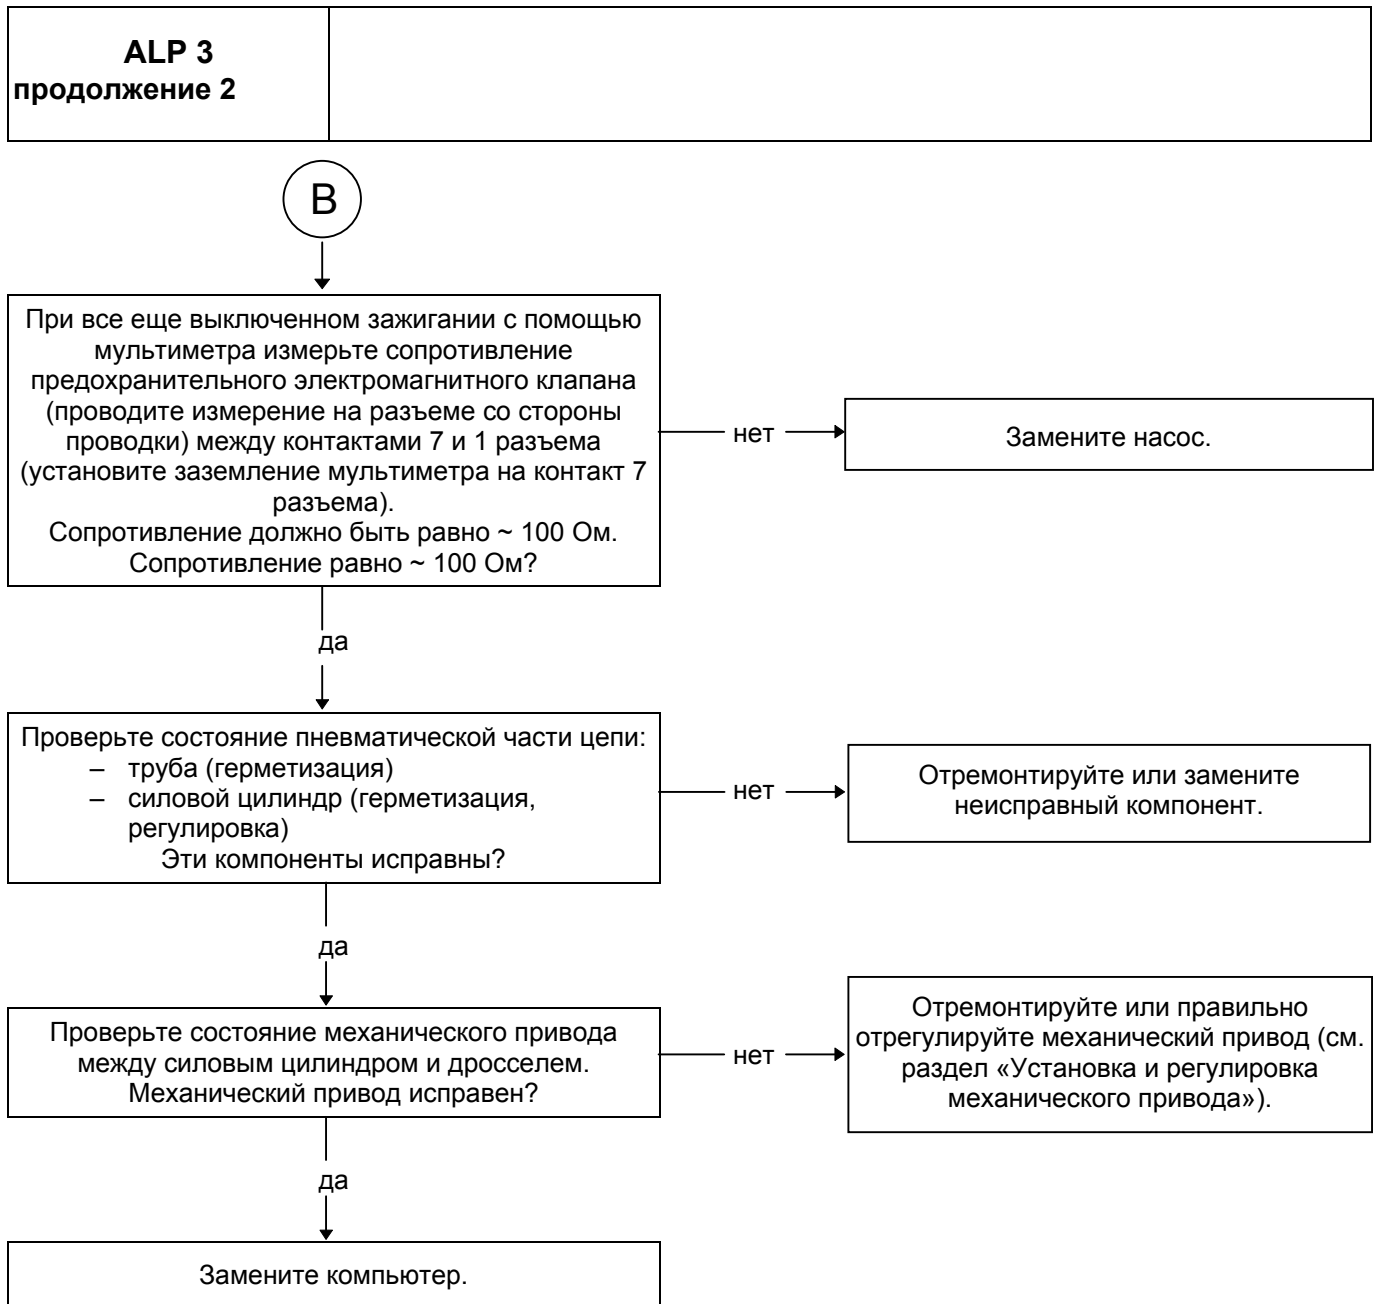 ALP 3
продолжение 2
B
При все еще выключенном зажигании с помощью
мультиметра измерьте сопротивление
предохранительного электромагнитного клапана
(проводите измерение на разъеме со стороны
проводки) между контактами 7 и 1 разъема
(установите заземление мультиметра на контакт 7
разъема).
Сопротивление должно быть равно ~ 100 Ом.
Сопротивление равно ~ 100 Ом?
нет
Замените насос.
да
Проверьте состояние пневматической части цепи:
– труба (герметизация)
– силовой цилиндр (герметизация,
регулировка)
Эти компоненты исправны?
нет
Отремонтируйте или замените
неисправный компонент.
да
Проверьте состояние механического привода
между силовым цилиндром и дросселем.
Механический привод исправен?
нет
Отремонтируйте или правильно
отрегулируйте механический привод (см.
раздел «Установка и регулировка
механического привода»).
да
Замените компьютер.